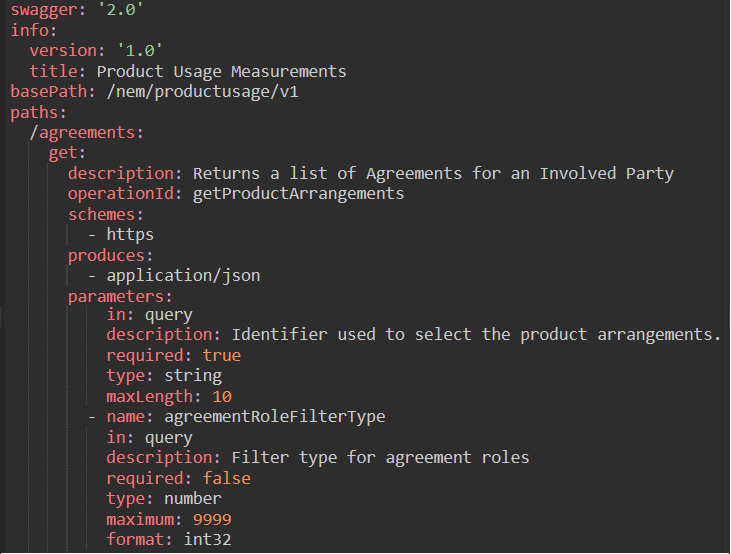 swagger: '2.0'
info:
  version: '1.0'
  title: Product Usage Measurements
basePath: /nem/productusage/v1
paths:
  /agreements:
    get:
      description: Returns a list of Agreements for an Involved Party
      operationId: getProductArrangements
      schemes:
        - https
      produces:
        - application/json
      parameters:
          in: query
          description: Identifier used to select the product arrangements.
          required: true
          type: string
          maxLength: 10
        - name: agreementRoleFilterType
          in: query
          description: Filter type for agreement roles
          required: false
          type: number
          maximum: 9999
          format: int32